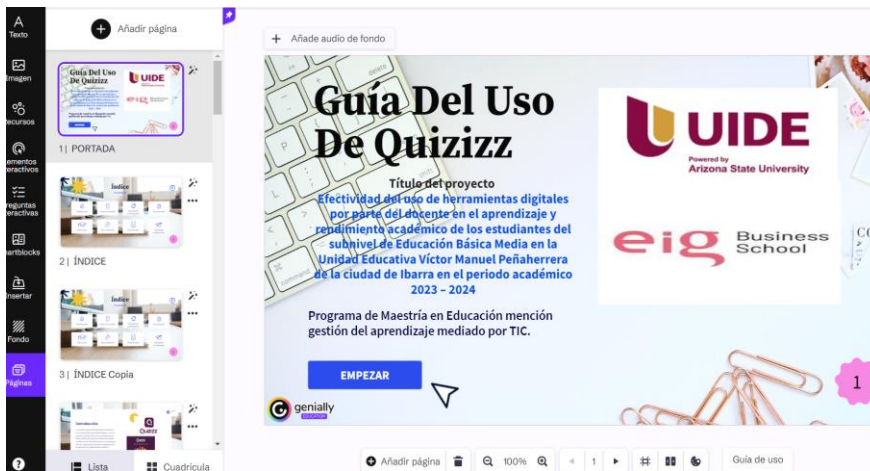 A
Texto
Imagen
Recursos
Elementos
interactivos
Preguntas
interactivas
Smartblocks
Insertar
Fondo
Páginas
Añadir página
Guía Del Uso
De Quizizz
UIDE
eig
1| PORTADA
Índice
2| ÍNDICE
Índice
3| ÍNDICE Copia
Introducción
Quizizz
Lista
Cuadrícula
Añade audio de fondo
delete
Guía Del Uso
De Quizizz
Título del proyecto
Efectividad del uso de herramientas digitales
por parte del docente en el aprendizaje y
rendimiento académico de los estudiantes del
subnivel de Educación Básica Media en la
Unidad Educativa Víctor Manuel Peñaherrera
de la ciudad de Ibarra en el periodo académico
2023 – 2024
command
Programa de Maestría en Educación mención
gestión del aprendizaje mediado por TIC.
EMPEZAR
genially
EDUCATION
UIDE
Powered by
Arizona State University
eig Business
School
1
Añadir página
100%
1
Guía de uso